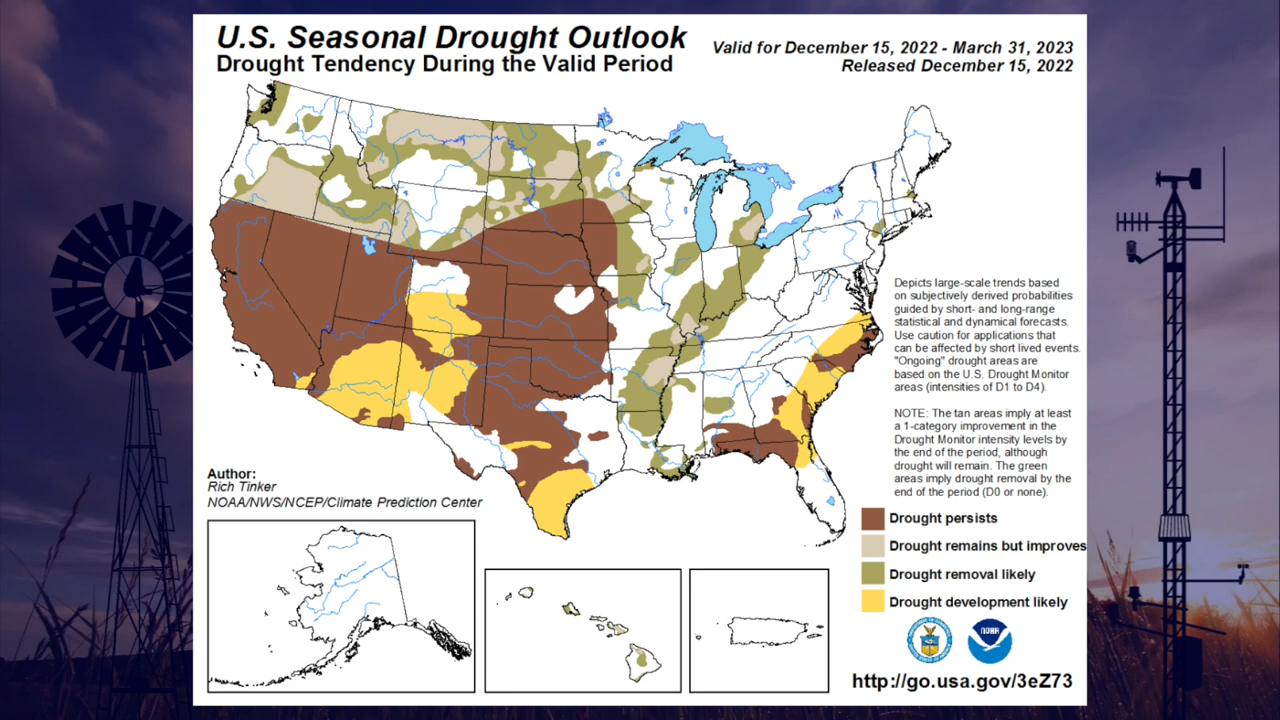 U.S. Seasonal Drought Outlook
Drought Tendency During the Valid Period
Valid for December 15, 2022 - March 31, 2023
Released December 15, 2022
Depicts large-scale trends based
on subjectively derived probabilities
guided by short- and long-range
statistical and dynamical forecasts.
Use caution for applications that
can be affected by short lived events.
"Ongoing" drought areas are
based on the U.S. Drought Monitor
areas (intensities of D1 to D4).
NOTE: The tan areas imply at least
a 1-category improvement in the
Drought Monitor intensity levels by
the end of the period, although
drought will remain. The green
areas imply drought removal by the
end of the period (D0 or none).
Author:
Rich Tinker
NOAA/NWS/NCEP/Climate Prediction Center
Drought persists
Drought remains but improves
Drought removal likely
Drought development likely
NOAA
http://go.usa.gov/3eZ73